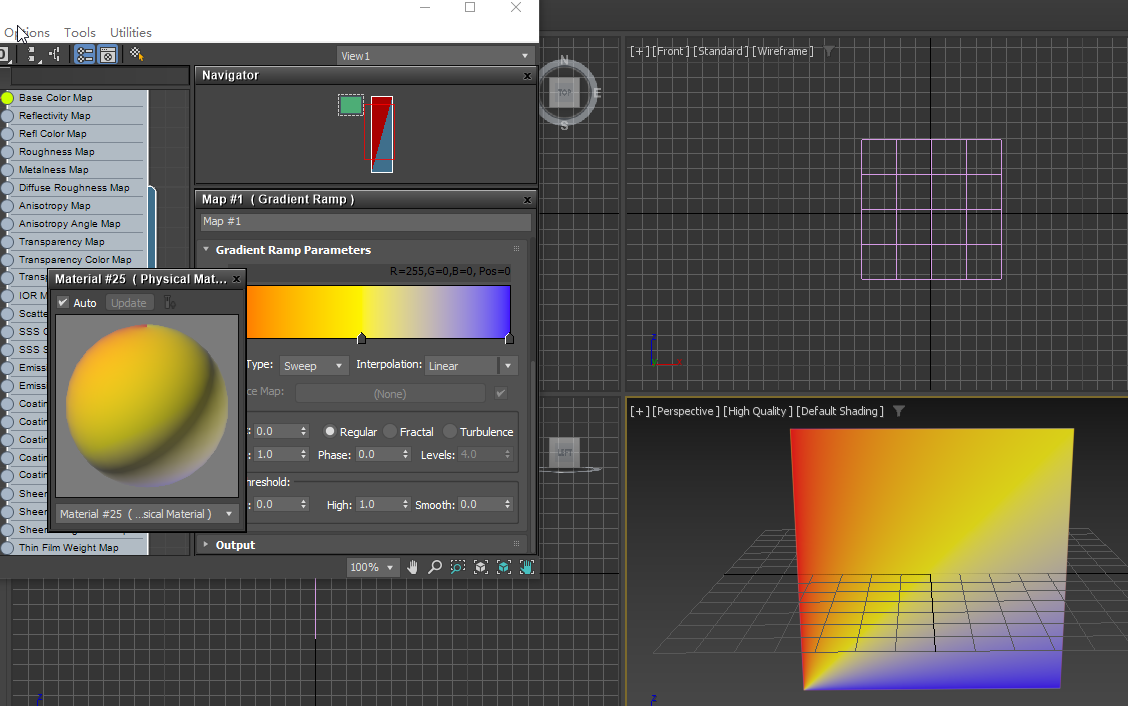 Options Tools Utilities
View1
Navigator
Base Color Map
Reflectivity Map
Refl Color Map
Roughness Map
Metalness Map
Diffuse Roughness Map
Anisotropy Map
Anisotropy Angle Map
Transparency Map
Transparency Color Map
IOR M
Scatte
SSS C
SSS S
Emiss
Emiss
Coatin
Coatin
Coatin
Coatin
Coatin
Sheer
Sheer
Thin Film Weight Map
Map #1 ( Gradient Ramp )
Map #1
Gradient Ramp Parameters
R=255,G=0,B=0, Pos=0
Type: Sweep Interpolation: Linear
ce Map: (None)
: 0.0 Regular Fractal Turbulence
: 1.0 Phase: 0.0 Levels: 4.0
reshold:
: 0.0 High: 1.0 Smooth: 0.0
Output
100%
Material #25 ( Physical Mat...
Auto Update
Material #25 ( ...sical Material )
N
TOP
E
S
LEFT
[+] [Front ] [Standard ] [Wireframe ]
z
y
x
[+] [Perspective ] [High Quality ] [Default Shading ]
z
z